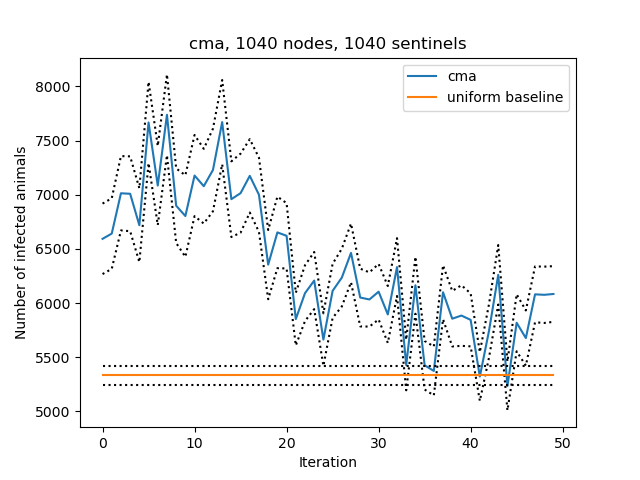 cma, 1040 nodes, 1040 sentinels
cma
uniform baseline
Number of infected animals
8000
7500
7000
6500
6000
5500
5000
0 10 20 30 40 50
Iteration